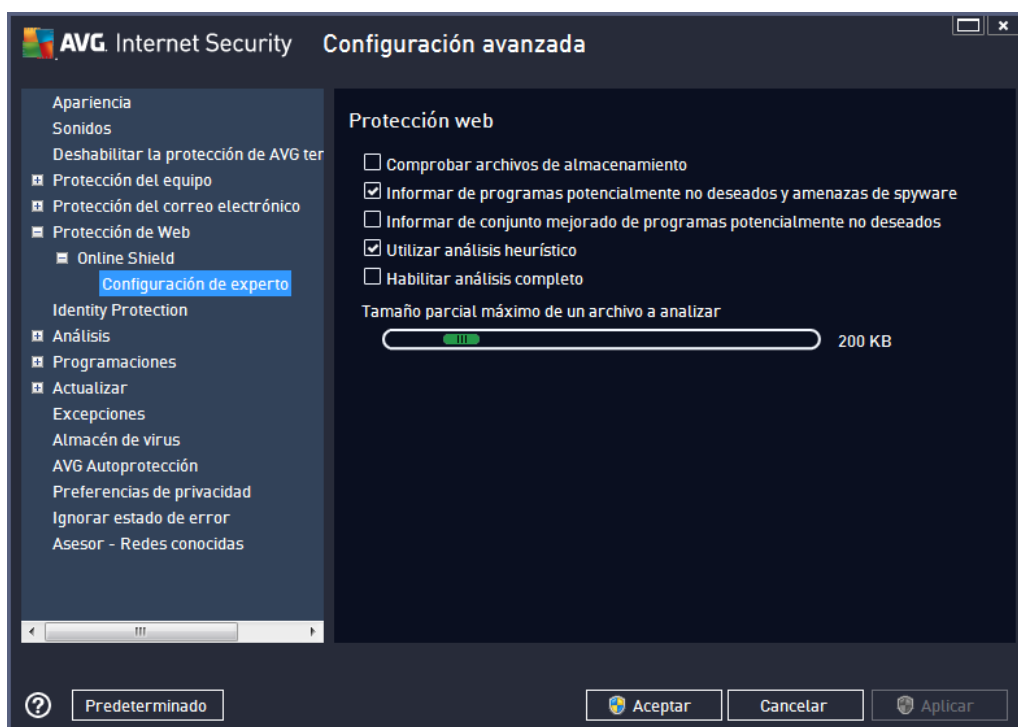 AVG. Internet Security Configuración avanzada
Apariencia
Sonidos
Deshabilitar la protección de AVG ter
Protección del equipo
Protección del correo electrónico
Protección de Web
Online Shield
Configuración de experto
Identity Protection
Análisis
Programaciones
Actualizar
Excepciones
Almacén de virus
AVG Autoprotección
Preferencias de privacidad
Ignorar estado de error
Asesor - Redes conocidas
Protección web
Comprobar archivos de almacenamiento
Informar de programas potencialmente no deseados y amenazas de spyware
Informar de conjunto mejorado de programas potencialmente no deseados
Utilizar análisis heurístico
Habilitar análisis completo
Tamaño parcial máximo de un archivo a analizar
200 KB
Predeterminado
Aceptar
Cancelar
Aplicar